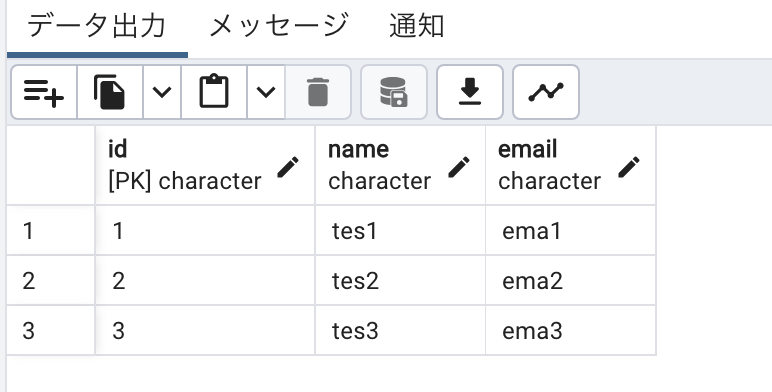 データ出力 メッセージ 通知
id name email
[PK] character character character
1 1 tes1 ema1
2 2 tes2 ema2
3 3 tes3 ema3